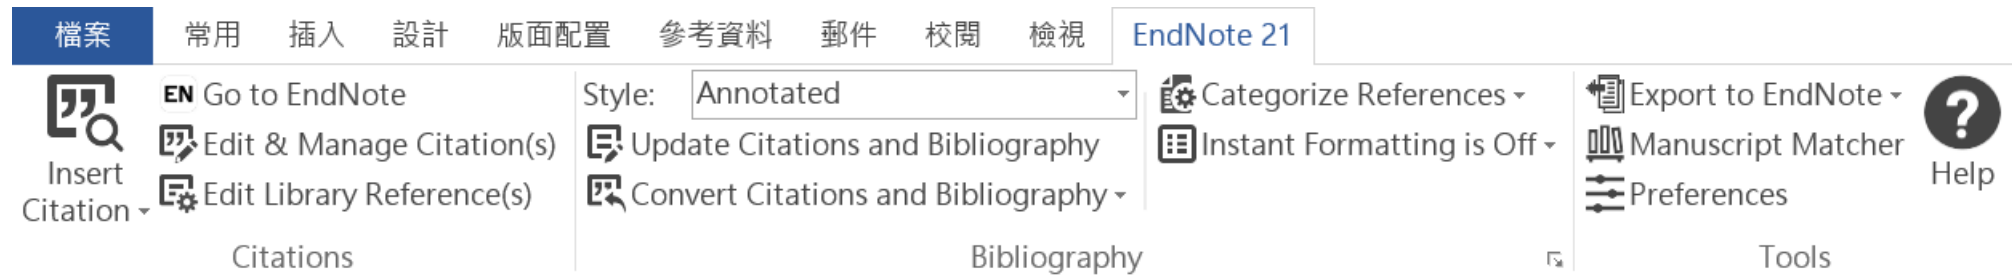 檔案 常用 插入 設計 版面配置 參考資料 郵件 校閱 檢視 EndNote 21
Insert
Citation
EN Go to EndNote
Edit & Manage Citation(s)
Edit Library Reference(s)
Citations
Style: Annotated
Update Citations and Bibliography
Convert Citations and Bibliography
Categorize References
Instant Formatting is Off
Bibliography
Export to EndNote
Manuscript Matcher
Preferences
Help
Tools